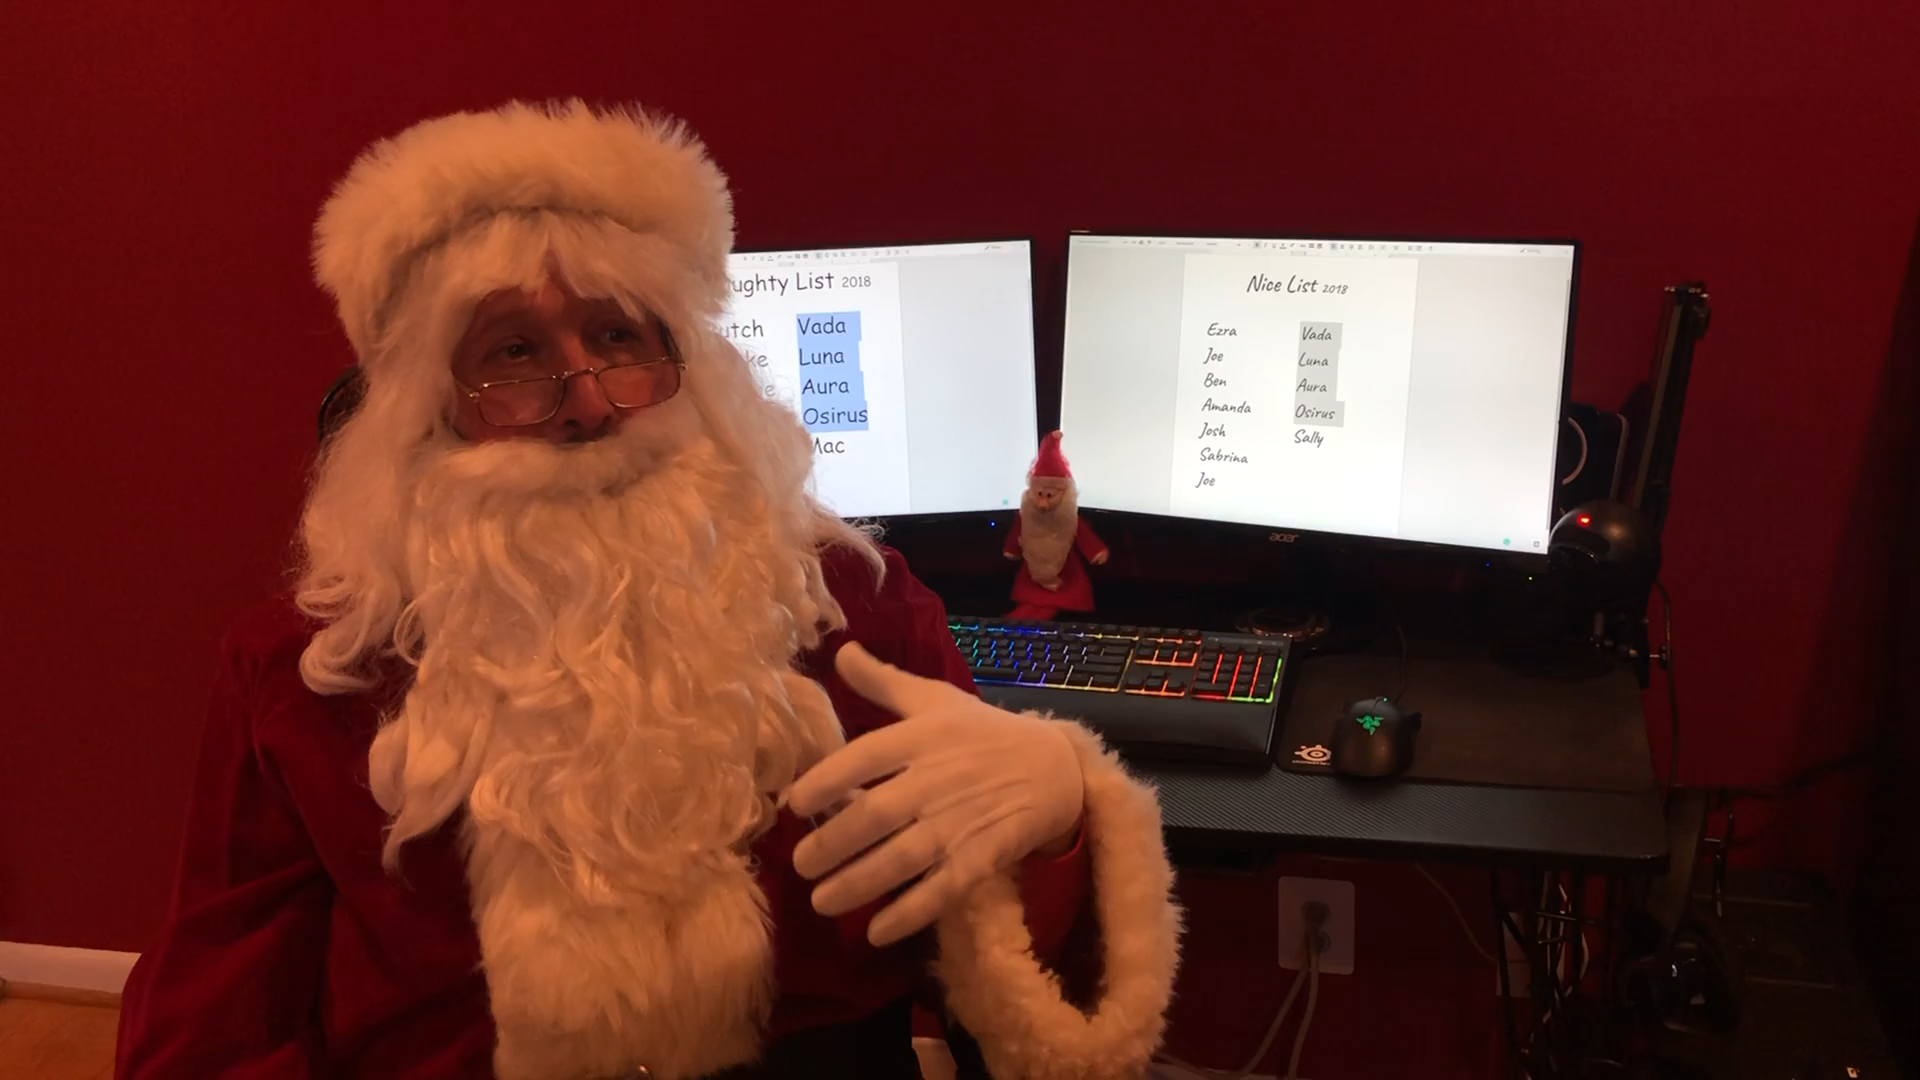 ughty List 2018
utch Vada
ke Luna
e Aura
Osirus
Mac
Nice List 2018
Ezra Vada
Joe Luna
Ben Aura
Amanda Osirus
Josh Sally
Sabrina
Joe
acer